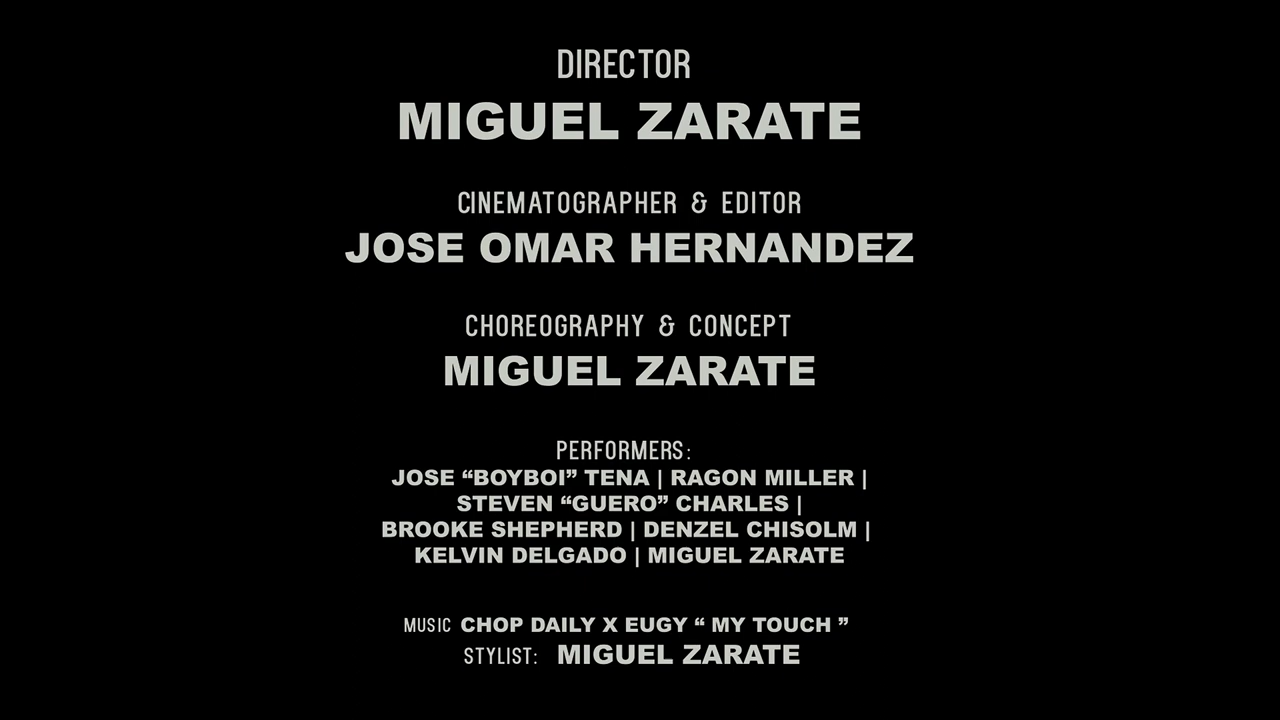 DIRECTOR
MIGUEL ZARATE
CINEMATOGRAPHER & EDITOR
JOSE OMAR HERNANDEZ
CHOREOGRAPHY & CONCEPT
MIGUEL ZARATE
PERFORMERS:
JOSE “BOYBOI” TENA | RAGON MILLER |
STEVEN “GUERO” CHARLES |
BROOKE SHEPHERD | DENZEL CHISOLM |
KELVIN DELGADO | MIGUEL ZARATE
MUSIC CHOP DAILY X EUGY “ MY TOUCH ”
STYLIST: MIGUEL ZARATE